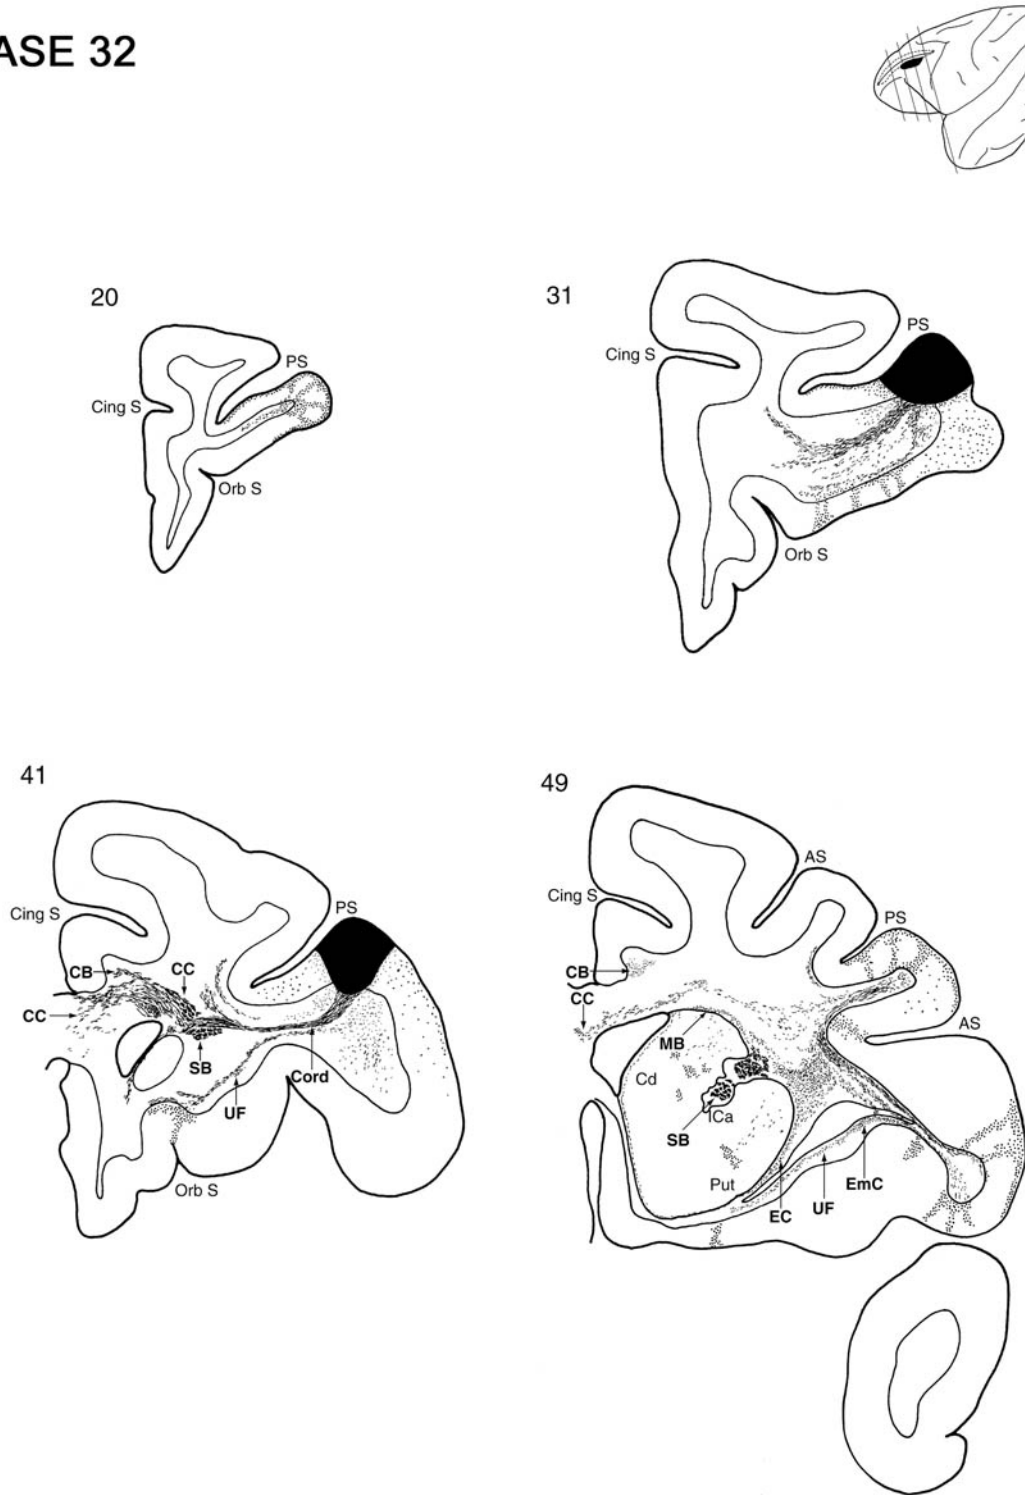 ASE 32
20
PS
Cing S
Orb S
31
PS
Cing S
Orb S
41
Cing S
PS
CB
CC
CC
SB
UF
Cord
Orb S
49
AS
Cing S
PS
CB
CC
AS
MB
Cd
ICa
SB
Put
EmC
EC
UF